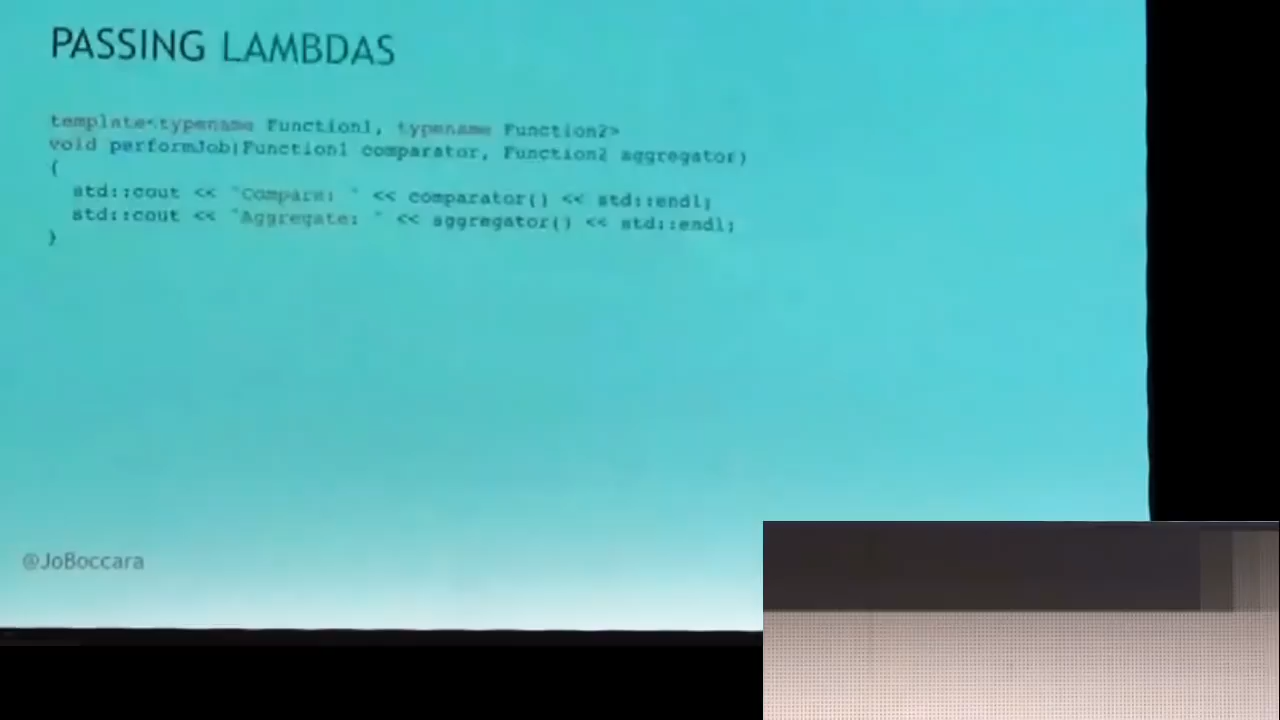 PASSING LAMBDAS
template<typename Function1, typename Function2>
void performJob(Function1 comparator, Function2 aggregator)
{
std::cout << "Compare: " << comparator() << std::endl;
std::cout << "Aggregate: " << aggregator() << std::endl;
}
@JoBoccara